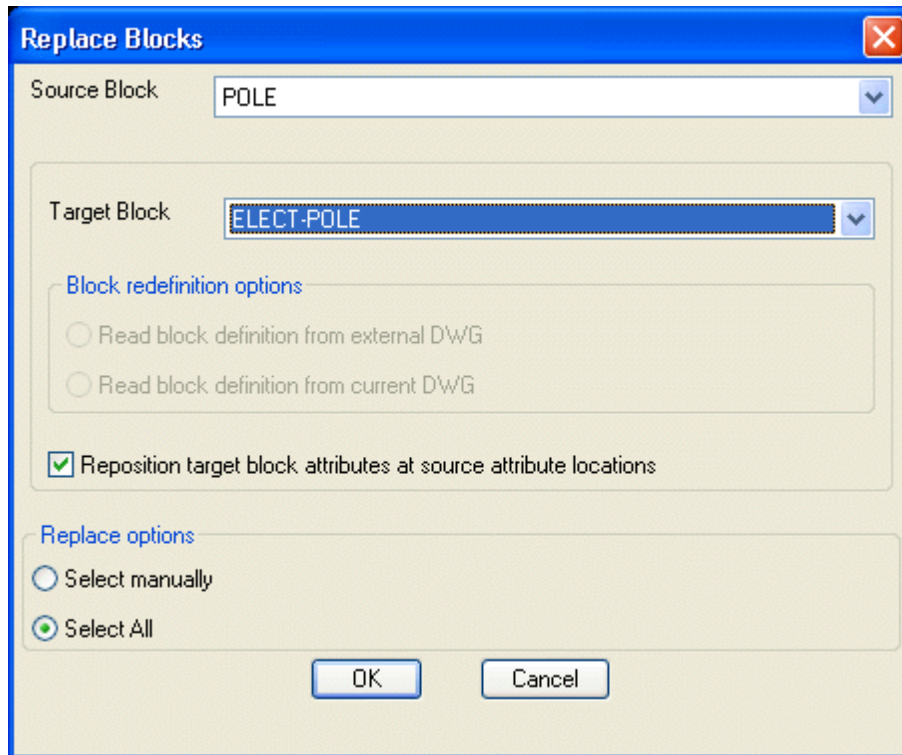 Replace Blocks
Source Block
POLE
Target Block
ELECT-POLE
Block redefinition options
Read block definition from external DWG
Read block definition from current DWG
Reposition target block attributes at source attribute locations
Replace options
Select manually
Select All
OK
Cancel